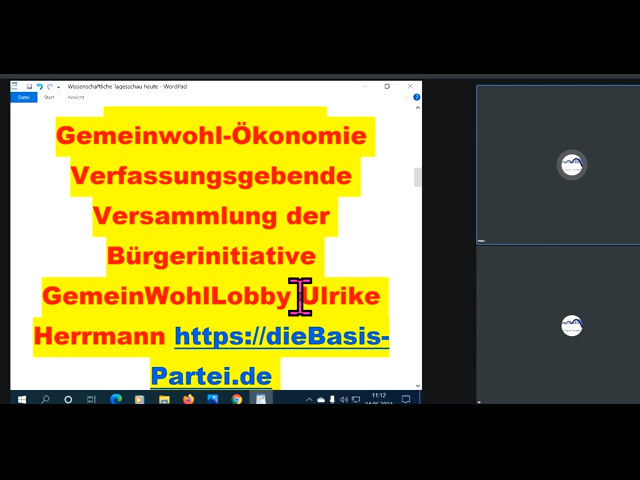 Wissenschaftliche Tagesschau heute - WordPad
Datei Start Ansicht
Gemeinwohl-Ökonomie
Verfassungsgebende
Versammlung der
Bürgerinitiative
GemeinWohlLobby Ulrike
Herrmann https://dieBasis-
Partei.de
11:12